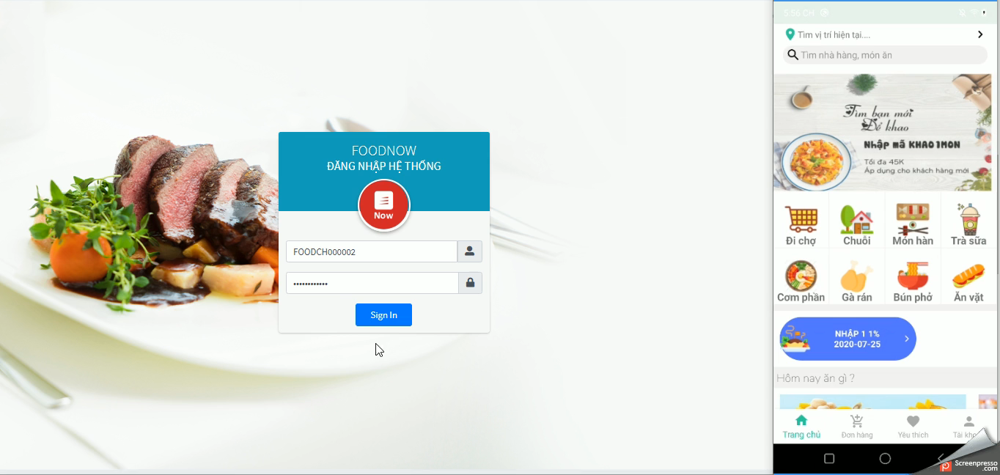 FOODNOW
ĐĂNG NHẬP HỆ THỐNG
Now
FOODCH000002
••••••••••••
Sign In
5:56 CH
Tìm vị trí hiện tại....
Tìm nhà hàng, món ăn
Tìm bạn mới
Để khao
Nhập mã KHAO1MON
Tối đa 45K
Áp dụng cho khách hàng mới
Đi chợ
Chuỗi
Món hàn
Trà sữa
Cơm phần
Gà rán
Bún phở
Ăn vặt
NHẬP 1 1%
2020-07-25
Hôm nay ăn gì ?
Trang chủ
Đơn hàng
Yêu thích
Tài kho
Screenpresso
.com